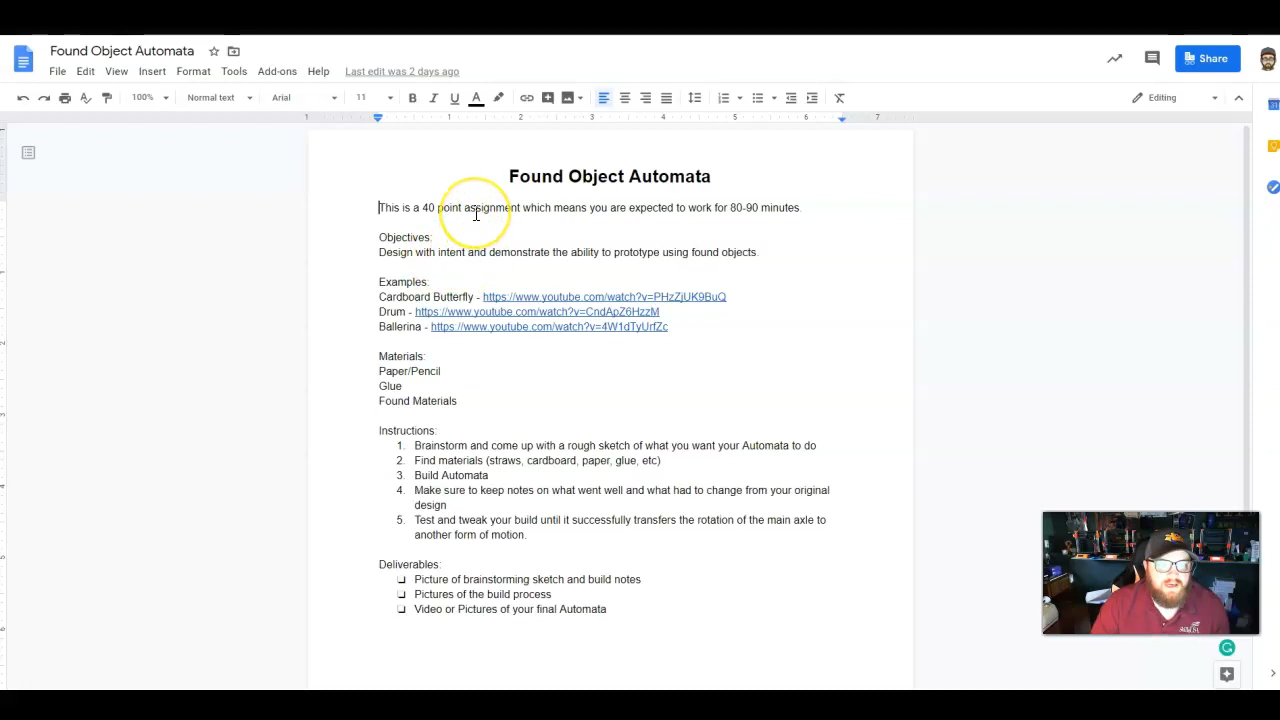 Found Object Automata
File Edit View Insert Format Tools Add-ons Help Last edit was 2 days ago
Share
100% Normal text Arial 11 Editing
1 1 2 3 4 5 6 7
Found Object Automata
This is a 40 point assignment which means you are expected to work for 80-90 minutes.
Objectives:
Design with intent and demonstrate the ability to prototype using found objects.
Examples:
Cardboard Butterfly - https://www.youtube.com/watch?v=PHzZjUK9BuQ
Drum - https://www.youtube.com/watch?v=CndApZ6HzzM
Ballerina - https://www.youtube.com/watch?v=4W1dTyUrfZc
Materials:
Paper/Pencil
Glue
Found Materials
Instructions:
1. Brainstorm and come up with a rough sketch of what you want your Automata to do
2. Find materials (straws, cardboard, paper, glue, etc)
3. Build Automata
4. Make sure to keep notes on what went well and what had to change from your original
design
5. Test and tweak your build until it successfully transfers the rotation of the main axle to
another form of motion.
Deliverables:
❏ Picture of brainstorming sketch and build notes
❏ Pictures of the build process
❏ Video or Pictures of your final Automata